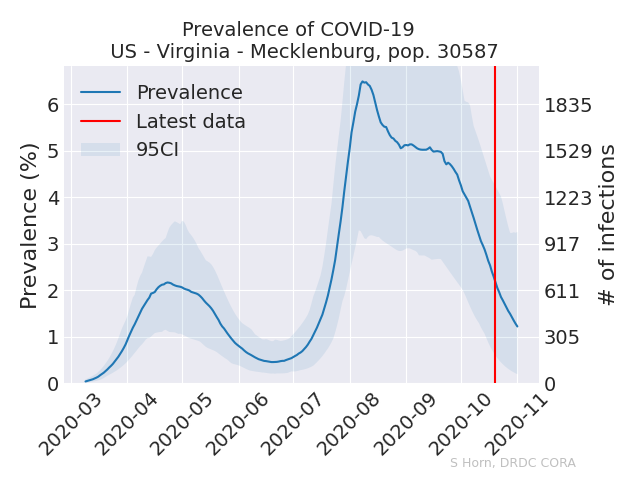 Prevalence of COVID-19
US - Virginia - Mecklenburg, pop. 30587
Prevalence
Latest data
95CI
Prevalence (%)
6
5
4
3
2
1
0
1835
1529
1223
917
611
305
0
# of infections
2020-03
2020-04
2020-05
2020-06
2020-07
2020-08
2020-09
2020-10
2020-11
S Horn, DRDC CORA